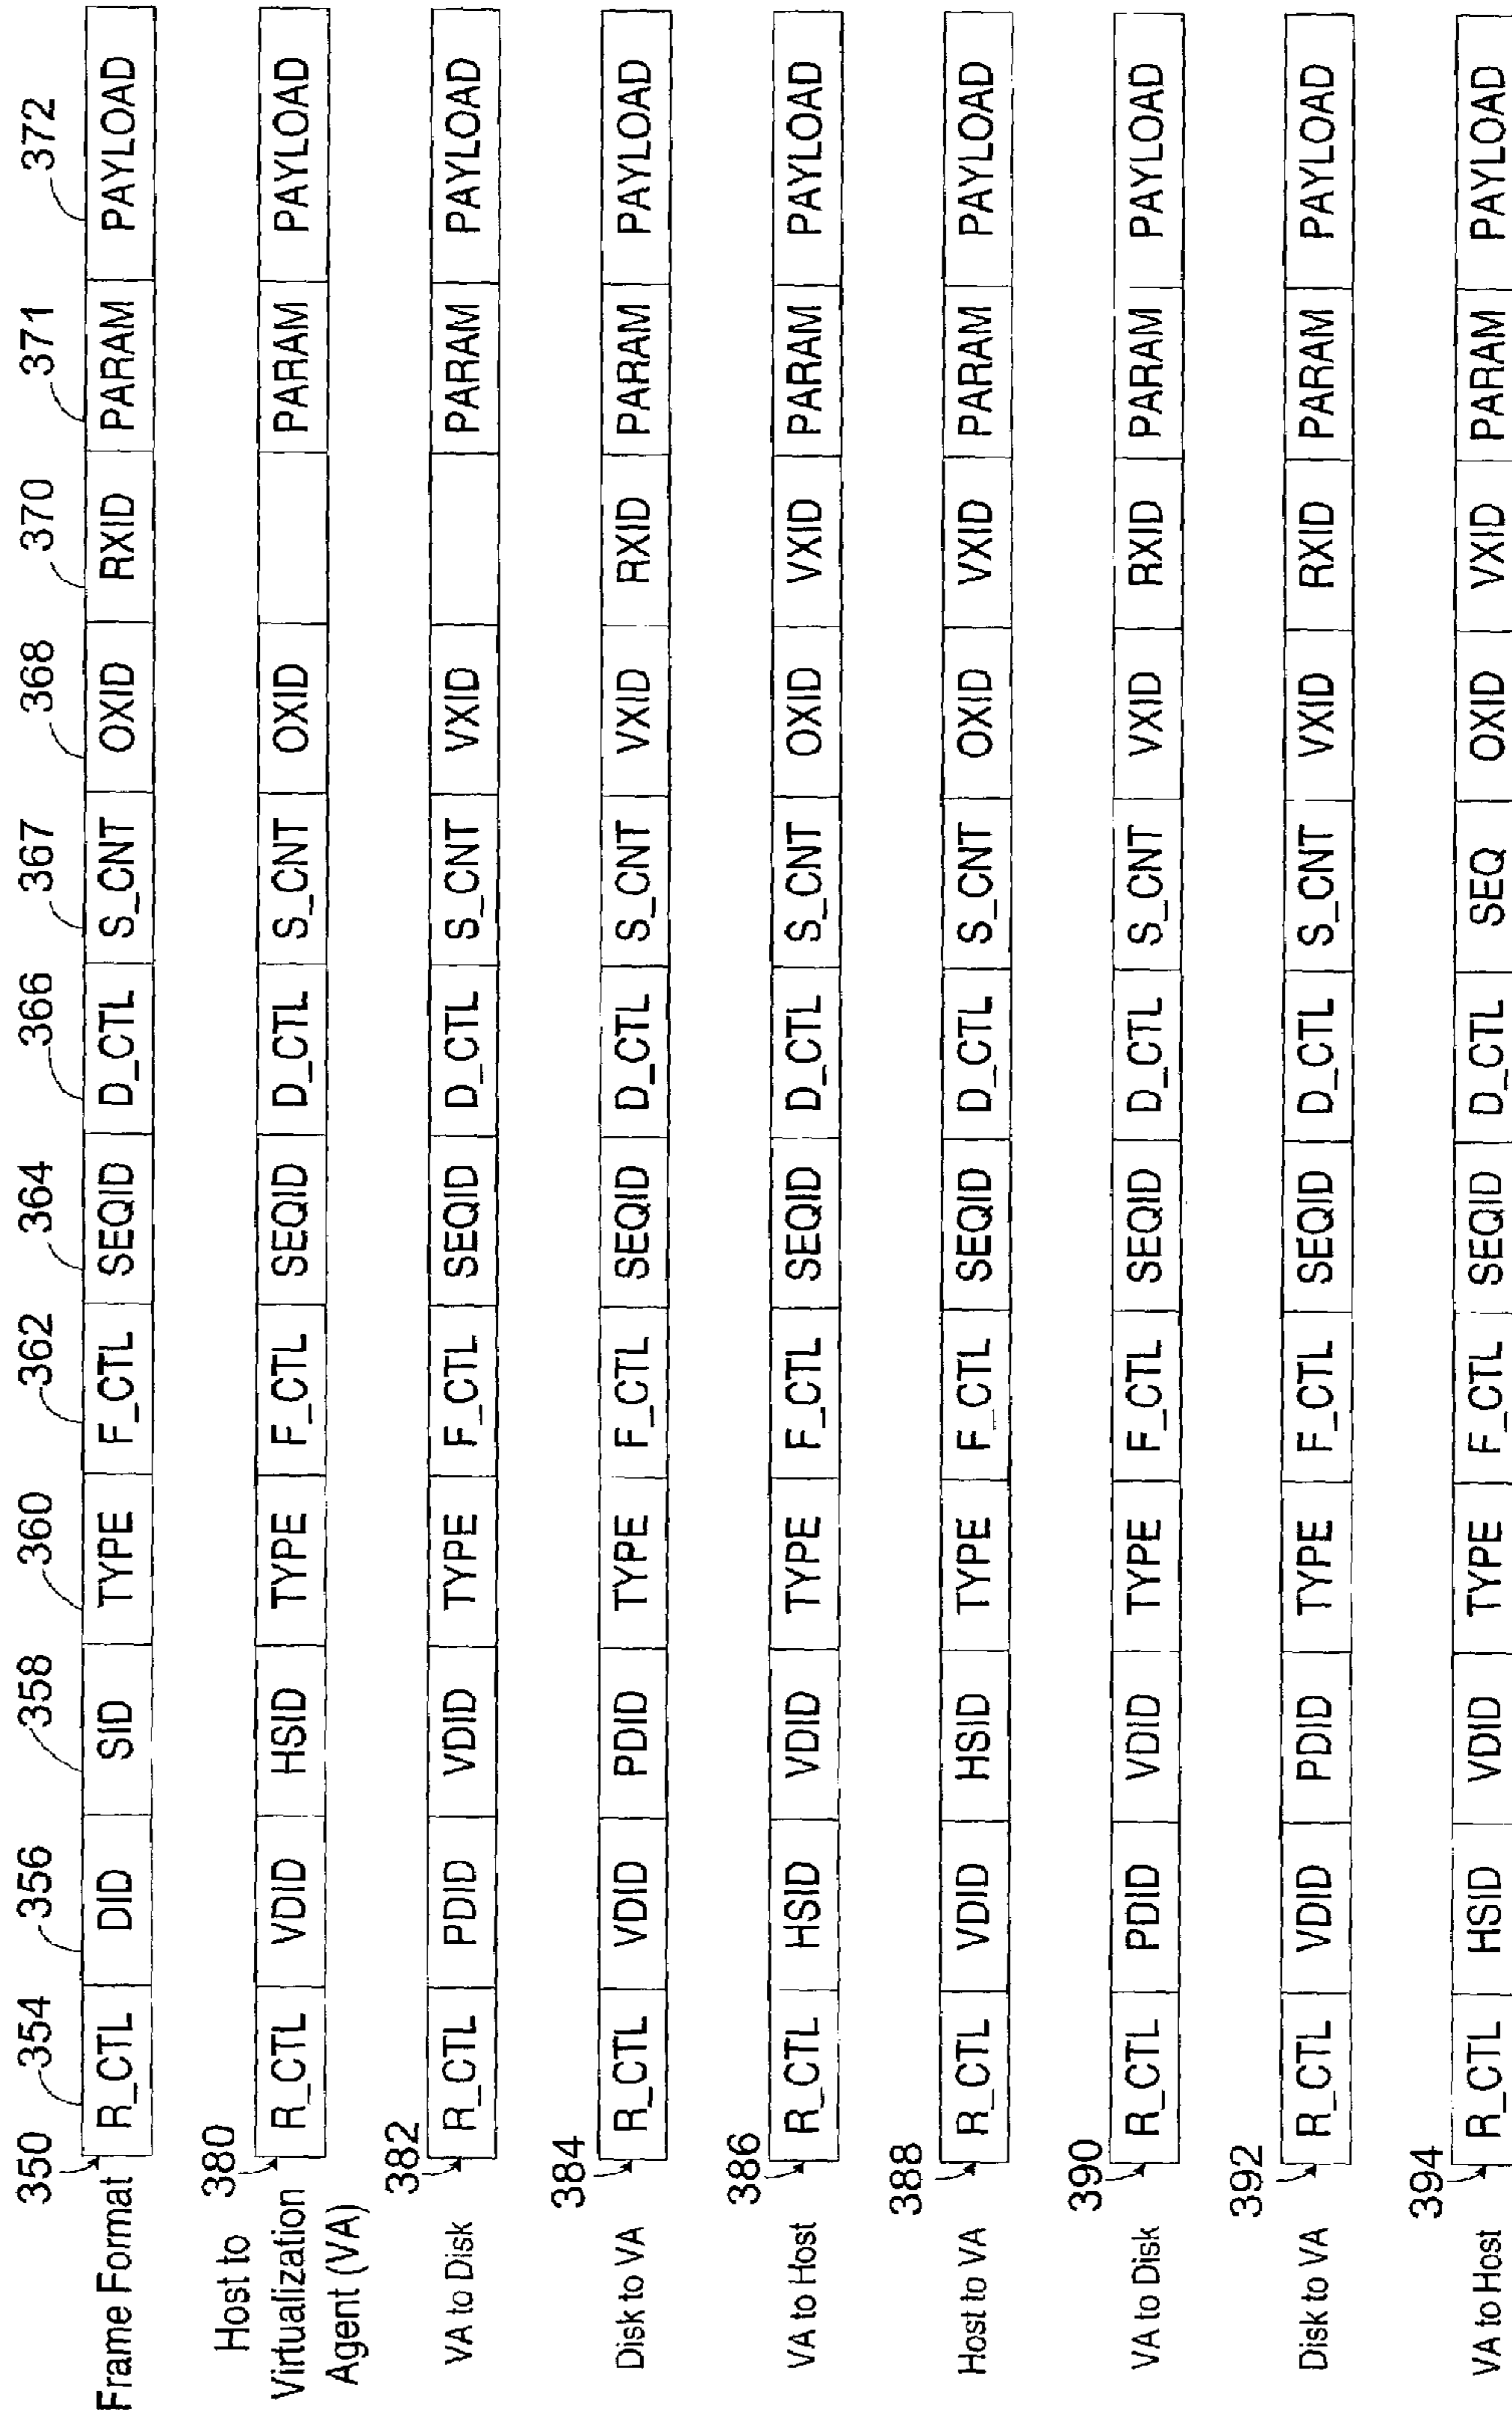 350 354 356 358 360 362 364 366 367 368 370 371 372
Frame Format R_CTL DID SID TYPE F_CTL SEQID D_CTL S_CNT OXID RXID PARAM PAYLOAD
380
Host to
Virtualization
Agent (VA)
R_CTL VDID HSID TYPE F_CTL SEQID D_CTL S_CNT OXID PARAM PAYLOAD
382
VA to Disk R_CTL PDID VDID TYPE F_CTL SEQID D_CTL S_CNT VXID PARAM PAYLOAD
384
Disk to VA R_CTL VDID PDID TYPE F_CTL SEQID D_CTL S_CNT VXID RXID PARAM PAYLOAD
386
VA to Host R_CTL HSID VDID TYPE F_CTL SEQID D_CTL S_CNT OXID VXID PARAM PAYLOAD
388
Host to VA R_CTL VDID HSID TYPE F_CTL SEQID D_CTL S_CNT OXID VXID PARAM PAYLOAD
390
VA to Disk R_CTL PDID VDID TYPE F_CTL SEQID D_CTL S_CNT VXID RXID PARAM PAYLOAD
392
Disk to VA R_CTL VDID PDID TYPE F_CTL SEQID D_CTL S_CNT VXID RXID PARAM PAYLOAD
394
VA to Host R_CTL HSID VDID TYPE F_CTL SEQID D_CTL SEQ OXID VXID PARAM PAYLOAD